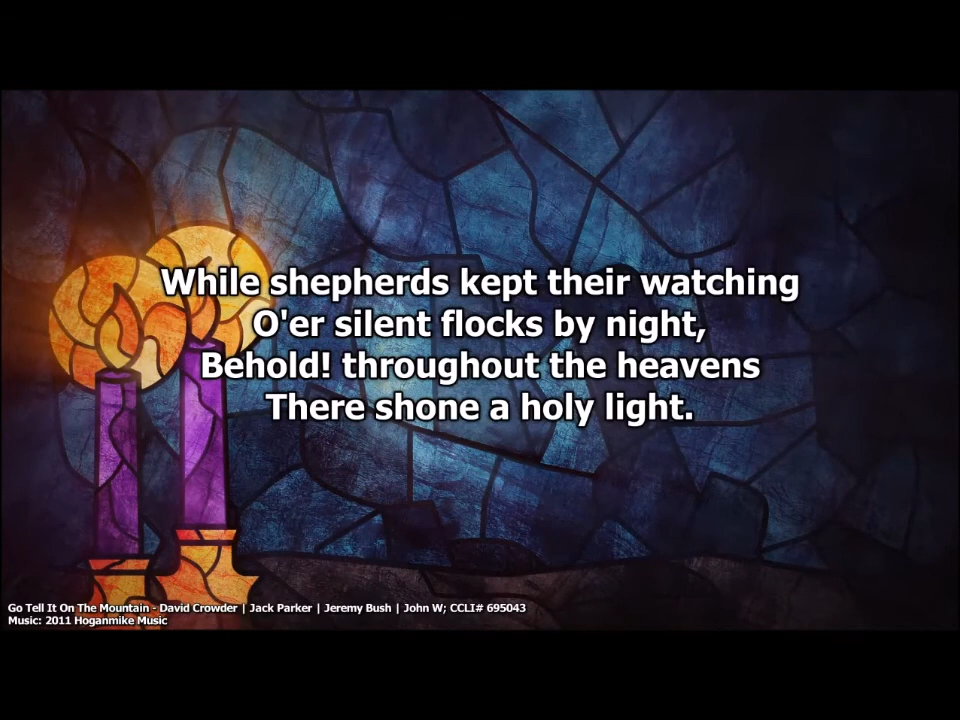 While shepherds kept their watching
O'er silent flocks by night,
Behold! throughout the heavens
There shone a holy light.
Go Tell It On The Mountain - David Crowder | Jack Parker | Jeremy Bush | John W; CCLI# 695043
Music: 2011 Hoganmike Music